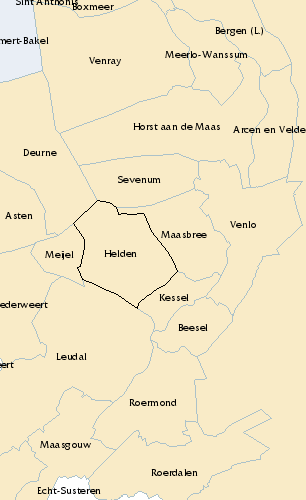 Sint Anthonis
Boxmeer
Bergen (L.)
mert-Bakel
Meerlo-Wanssum
Venray
Horst aan de Maas
Arcen en Velde
Deurne
Sevenum
Asten
Venlo
Maasbree
Meijel
Helden
Kessel
ederweert
Beesel
Leudal
ert
Roermond
Maasgouw
Roerdalen
Echt-Susteren